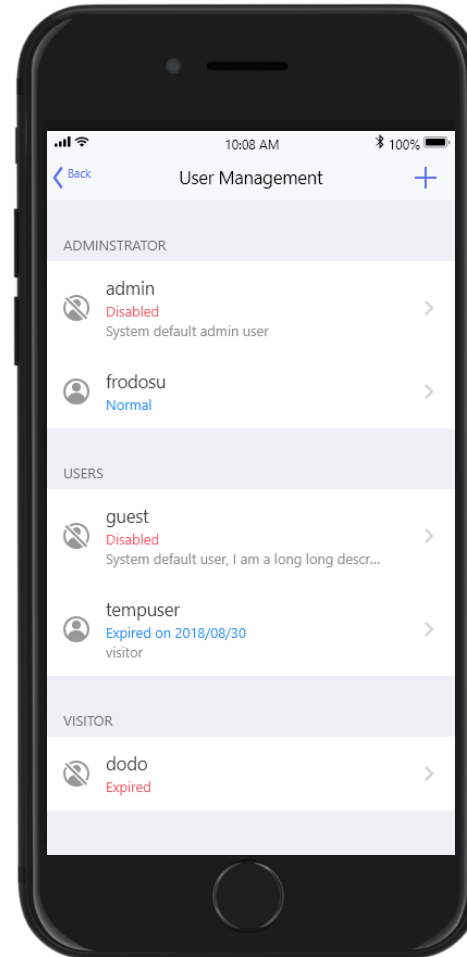 10:08 AM
100%
Back
User Management
ADMINSTRATOR
admin
Disabled
System default admin user
frodosu
Normal
USERS
guest
Disabled
System default user, I am a long long descr...
tempuser
Expired on 2018/08/30
visitor
VISITOR
dodo
Expired